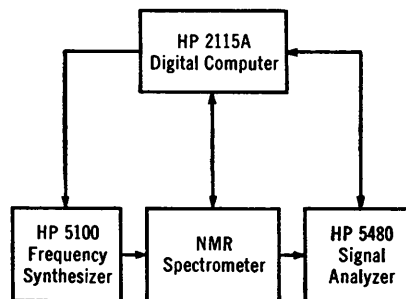 HP 2115A
Digital Computer
HP 5100
Frequency
Synthesizer
NMR
Spectrometer
HP 5480
Signal
Analyzer